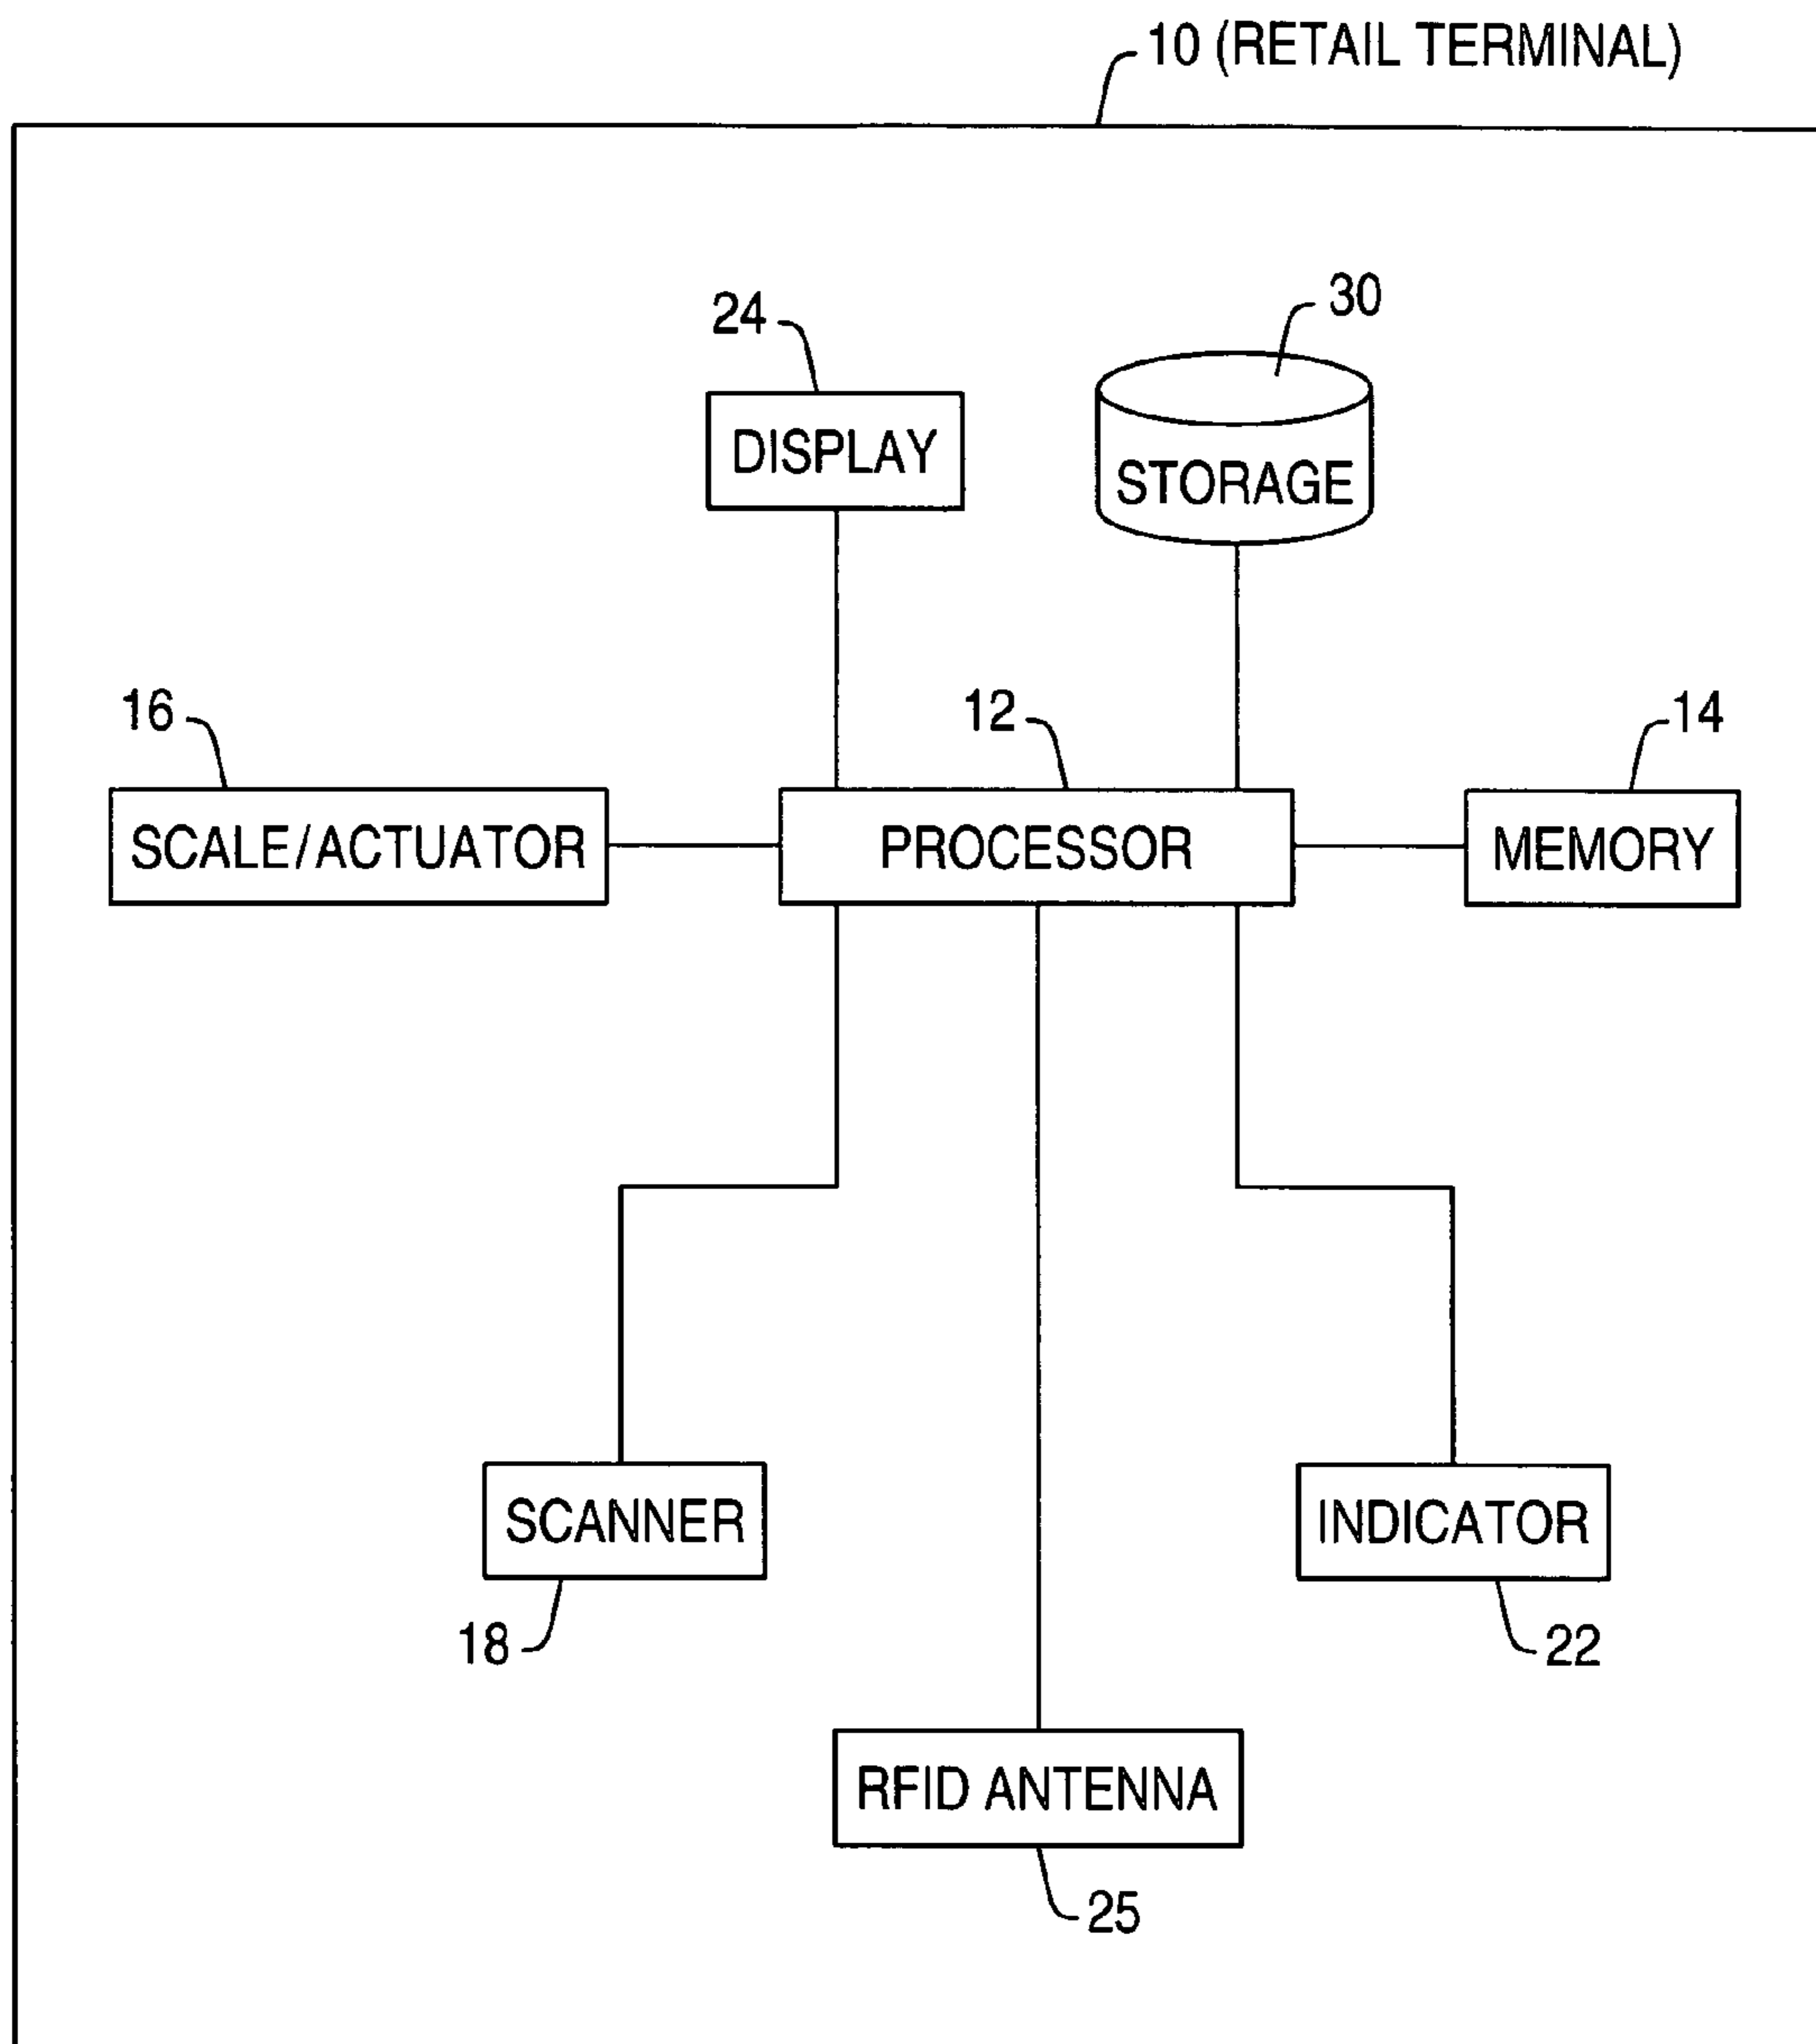 10 (RETAIL TERMINAL)
30
24
DISPLAY
STORAGE
16
12
14
SCALE/ACTUATOR
PROCESSOR
MEMORY
SCANNER
INDICATOR
18
22
RFID ANTENNA
25